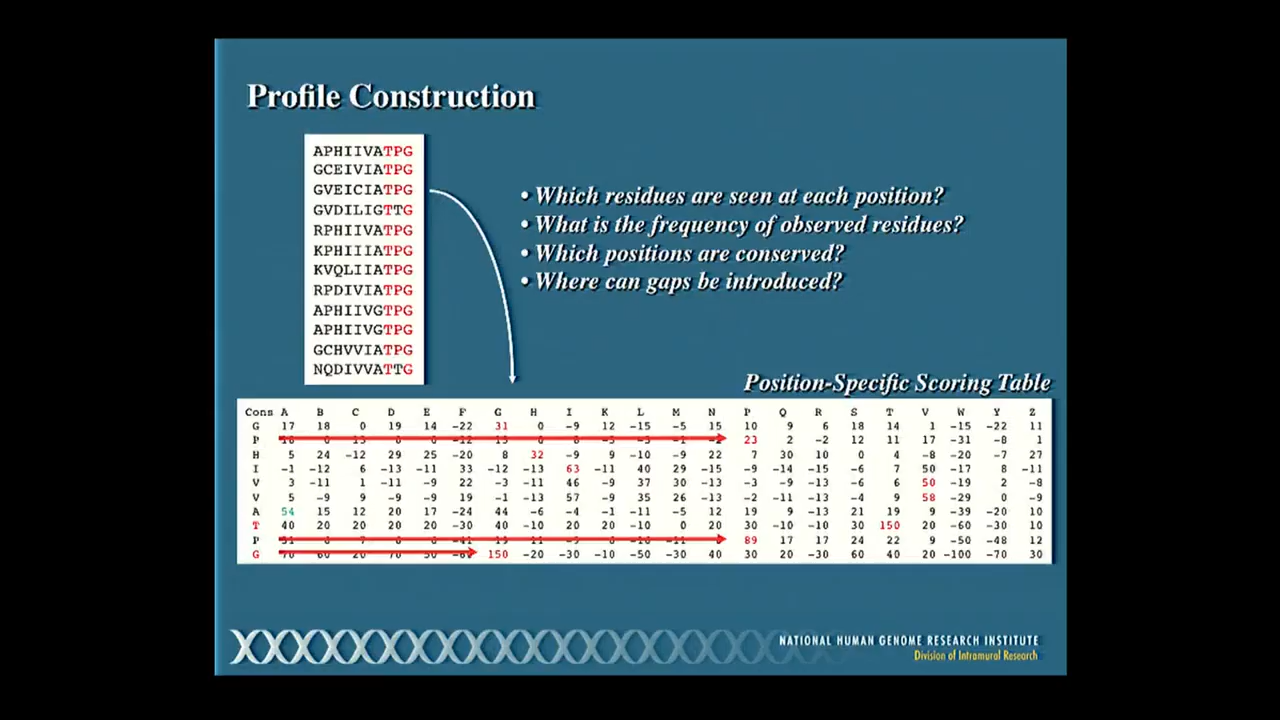 Profile Construction
APHIIVATPG
GCEIVIATPG
GVEICIATPG
GVDILIGTTG
RPHIIVATPG
KPHIIIATPG
KVQLIIATPG
RPDIVIATPG
APHIIVGTPG
APHIIVGTPG
GCHVVIATPG
NQDIVVATTG
• Which residues are seen at each position?
• What is the frequency of observed residues?
• Which positions are conserved?
• Where can gaps be introduced?
Position-Specific Scoring Table
Cons A B C D E F G H I K L M N P Q R S T V W Y Z
G 17 18 0 19 14 -22 31 0 -9 12 -15 -5 15 10 9 6 18 14 1 -15 -22 11
P 23 2 -2 12 11 17 -31 -8 1
H 5 24 -12 29 25 -20 8 32 -9 9 -10 -9 22 7 30 10 0 4 -8 -20 -7 27
I -1 -12 6 -13 -11 33 -12 -13 63 -11 40 29 -15 -9 -14 -15 -6 7 50 -17 8 -11
V 3 -11 1 -11 -9 22 -3 -11 46 -9 37 30 -13 -3 -9 -13 -6 6 50 -19 2 -8
V 5 -9 9 -9 -9 19 -1 -13 57 -9 35 26 -13 -2 -11 -13 -4 9 58 -29 0 -9
A 54 15 12 20 17 -24 44 -6 -4 -1 -11 -5 12 19 9 -13 21 19 9 -39 -20 10
T 40 20 20 20 20 -30 40 -10 20 20 -10 0 20 30 -10 -10 30 150 20 -60 -30 10
P 89 17 17 24 22 9 -50 -48 12
G 70 60 20 70 50 -60 150 -20 -30 -10 -50 -30 40 30 20 -30 60 40 20 -100 -70 30
NATIONAL HUMAN GENOME RESEARCH INSTITUTE
Division of Intramural Research